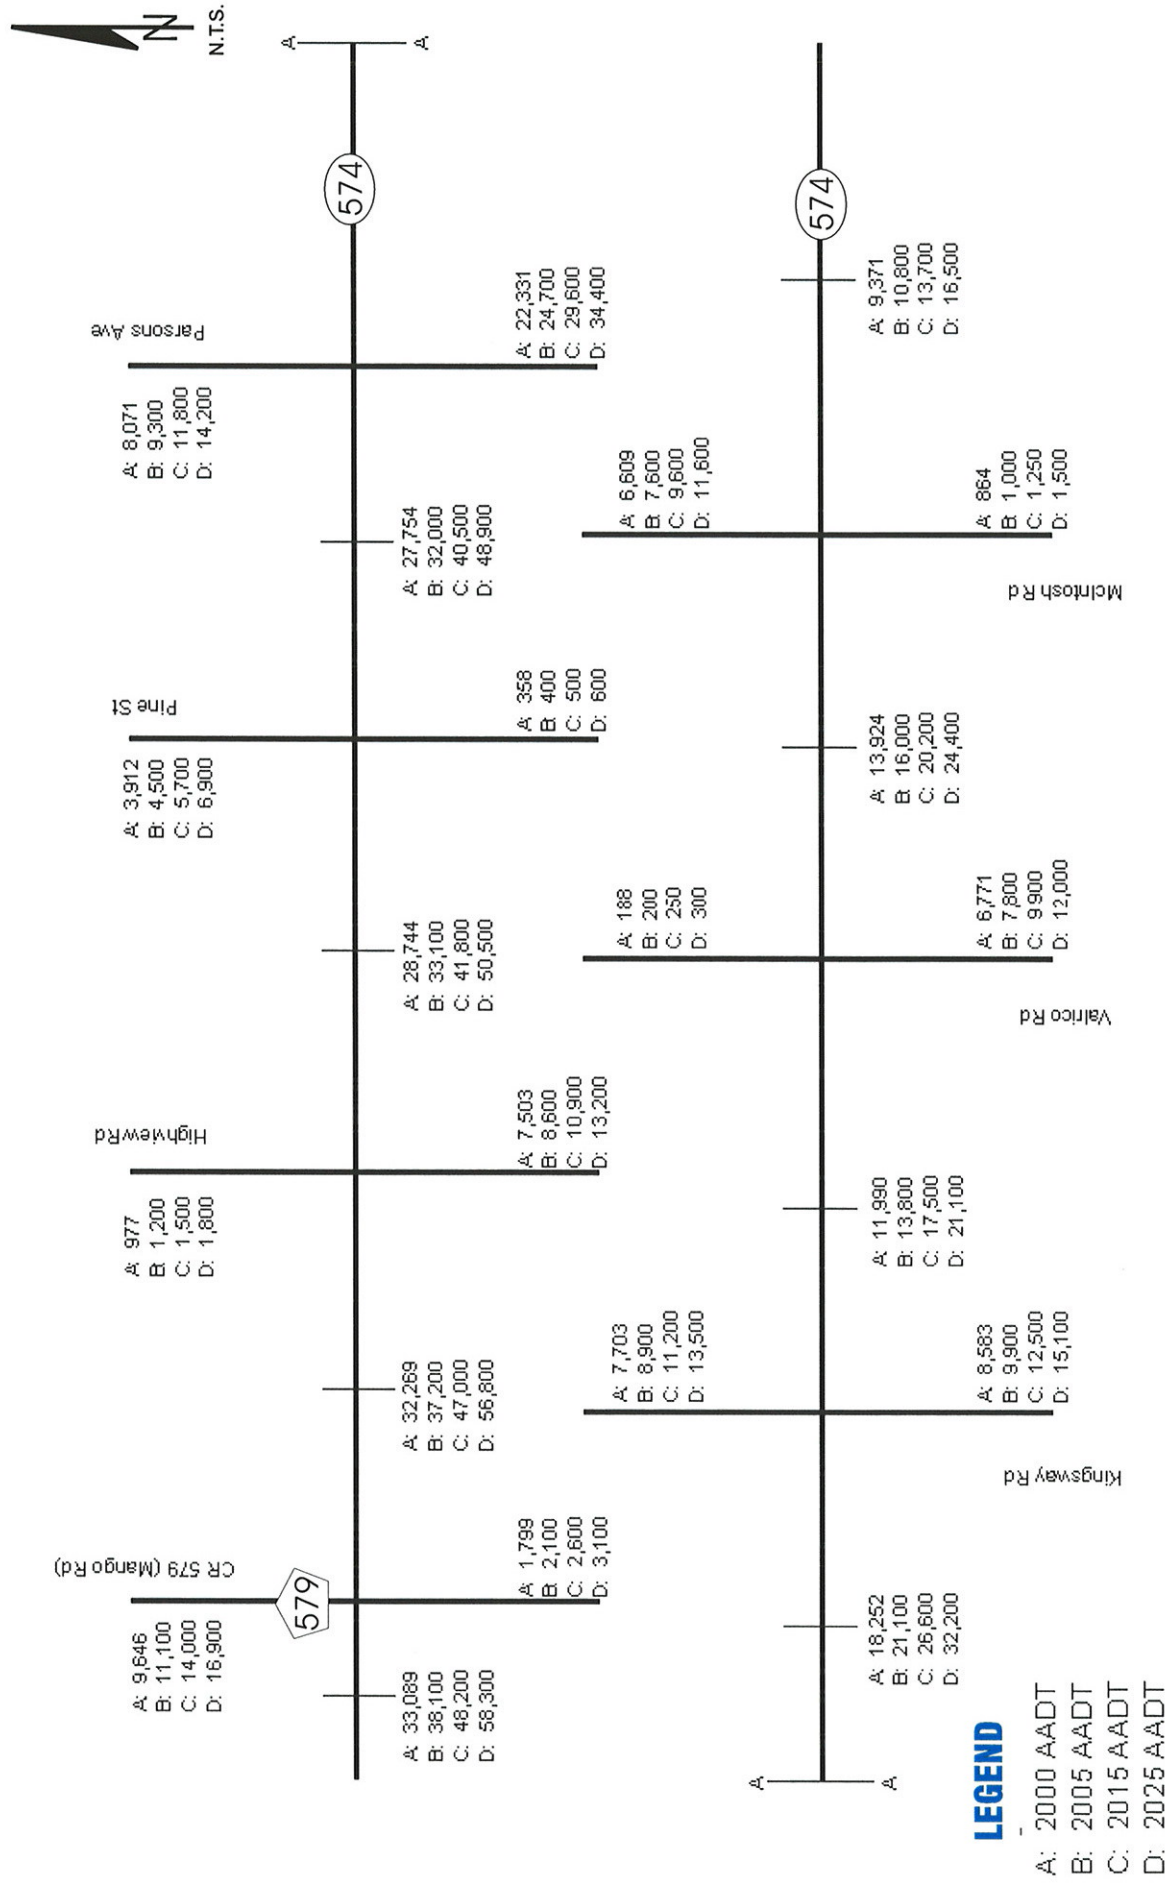 N
N.T.S.
CR 579 (Mango Rd)
579
A: 9,646
B: 11,100
C: 14,000
D: 16,900
A: 33,089
B: 38,100
C: 48,200
D: 58,300
A: 1,799
B: 2,100
C: 2,600
D: 3,100
A: 32,269
B: 37,200
C: 47,000
D: 56,800
Highview Rd
A: 977
B: 1,200
C: 1,500
D: 1,800
A: 7,503
B: 8,600
C: 10,900
D: 13,200
A: 28,744
B: 33,100
C: 41,800
D: 50,500
Pine St
A: 3,912
B: 4,500
C: 5,700
D: 6,900
A: 358
B: 400
C: 500
D: 600
A: 27,754
B: 32,000
C: 40,500
D: 48,900
Parsons Ave
A: 8,071
B: 9,300
C: 11,800
D: 14,200
A: 22,331
B: 24,700
C: 29,600
D: 34,400
574
A
A
A
A
A: 18,252
B: 21,100
C: 26,600
D: 32,200
A: 7,703
B: 8,900
C: 11,200
D: 13,500
A: 8,583
B: 9,900
C: 12,500
D: 15,100
Kingsway Rd
A: 11,990
B: 13,800
C: 17,500
D: 21,100
A: 188
B: 200
C: 250
D: 300
A: 6,771
B: 7,800
C: 9 900
D: 12,000
Valrico Rd
A: 13,924
B: 16,000
C: 20,200
D: 24,400
A: 6,609
B: 7,600
C: 9,600
D: 11,600
A: 864
B: 1,000
C: 1,250
D: 1,500
McIntosh Rd
A: 9,371
B: 10,800
C: 13,700
D: 16,500
574
LEGEND
A: 2000 AADT
B: 2005 AADT
C: 2015 AADT
D: 2025 AADT